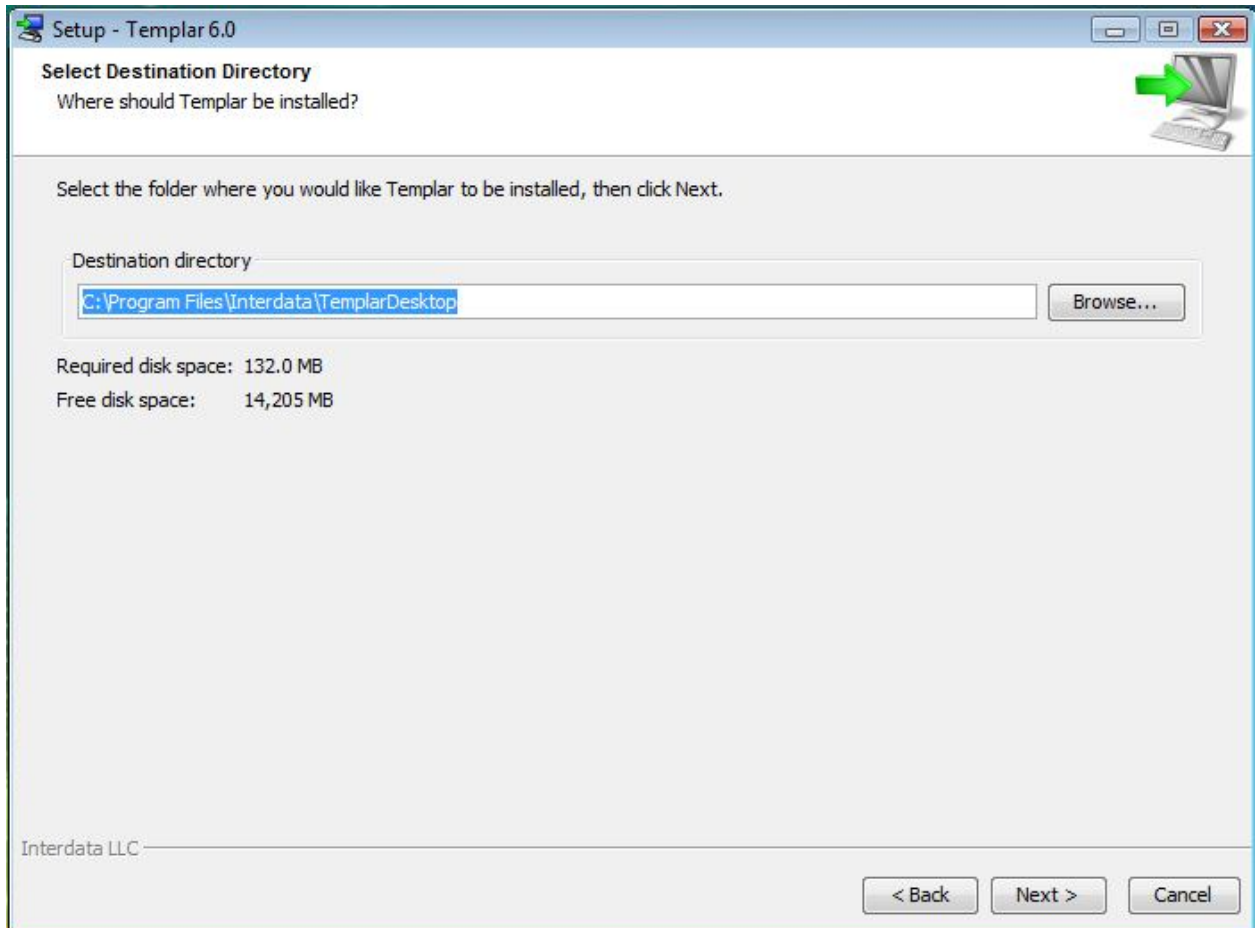 Setup - Templar 6.0
Select Destination Directory
Where should Templar be installed?
Select the folder where you would like Templar to be installed, then click Next.
Destination directory
C:\Program Files\Interdata\TemplarDesktop
Browse...
Required disk space: 132.0 MB
Free disk space: 14,205 MB
Interdata LLC
< Back Next > Cancel